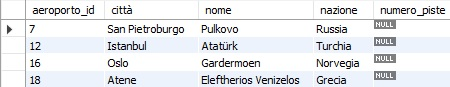 aeroporto_id città nome nazione numero_piste
7 San Pietroburgo Pulkovo Russia NULL
12 Istanbul Atatürk Turchia NULL
16 Oslo Gardermoen Norvegia NULL
18 Atene Eleftherios Venizelos Grecia NULL